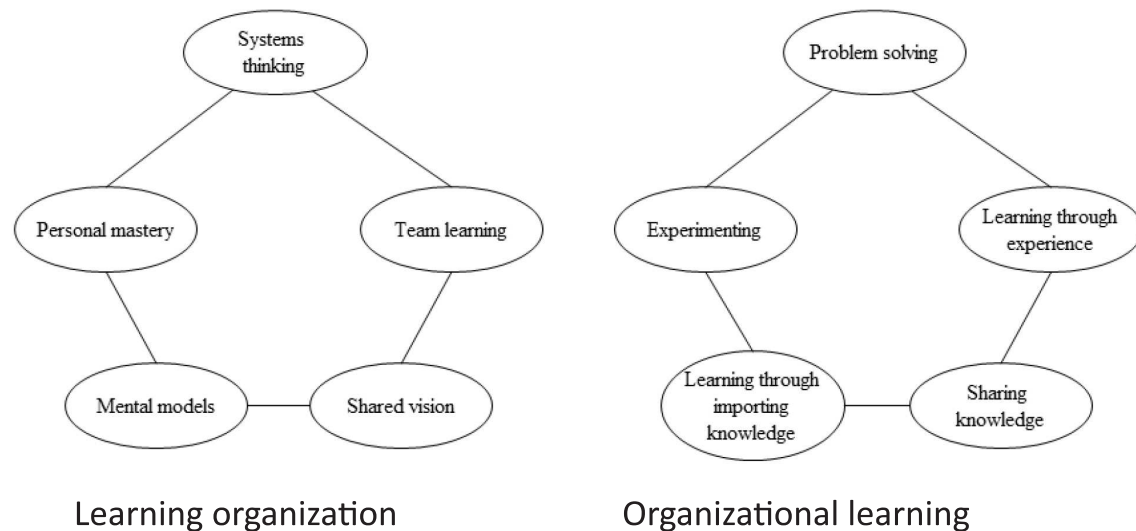 Systems
thinking
Personal mastery
Team learning
Mental models
Shared vision
Learning organization
Problem solving
Experimenting
Learning through
experience
Learning through
importing
knowledge
Sharing
knowledge
Organizational learning